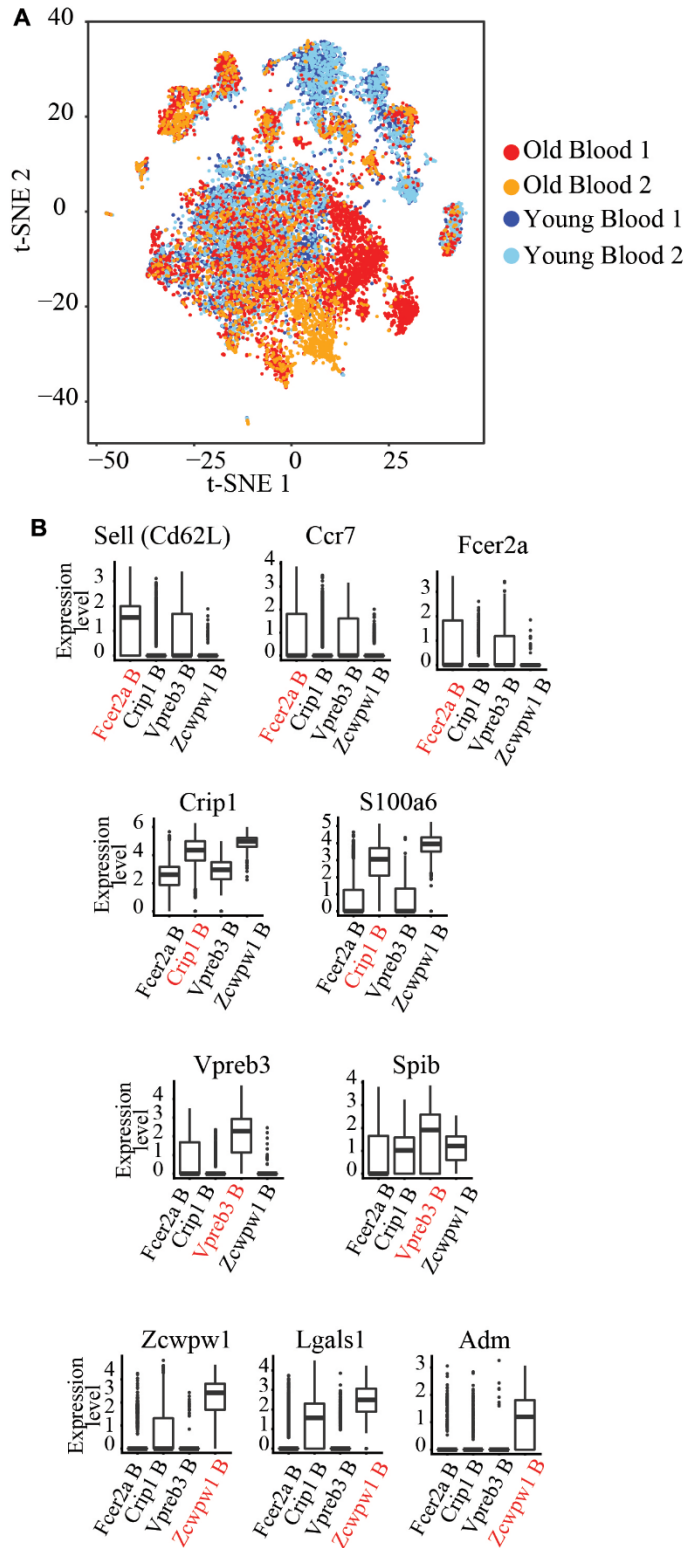 A
40
20
0
−20
−40
t-SNE 2
−50
−25
0
25
t-SNE 1
Old Blood 1
Old Blood 2
Young Blood 1
Young Blood 2
B
Sell (Cd62L)
Expression level
3
2
1
0
Fcer2a B
Crip1 B
Vpreb3 B
Zcwpw1 B
Ccr7
4
3
2
1
0
Fcer2a B
Crip1 B
Vpreb3 B
Zcwpw1 B
Fcer2a
4
3
2
1
0
Fcer2a B
Crip1 B
Vpreb3 B
Zcwpw1 B
Crip1
Expression level
6
4
2
0
Fcer2a B
Crip1 B
Vpreb3 B
Zcwpw1 B
S100a6
5
4
3
2
1
0
Fcer2a B
Crip1 B
Vpreb3 B
Zcwpw1 B
Vpreb3
Expression level
4
3
2
1
0
Fcer2a B
Crip1 B
Vpreb3 B
Zcwpw1 B
Spib
4
3
2
1
0
Fcer2a B
Crip1 B
Vpreb3 B
Zcwpw1 B
Zcwpw1
Expression level
4
3
2
1
0
Fcer2a B
Crip1 B
Vpreb3 B
Zcwpw1 B
Lgals1
4
3
2
1
0
Fcer2a B
Crip1 B
Vpreb3 B
Zcwpw1 B
Adm
3
2
1
0
Fcer2a B
Crip1 B
Vpreb3 B
Zcwpw1 B